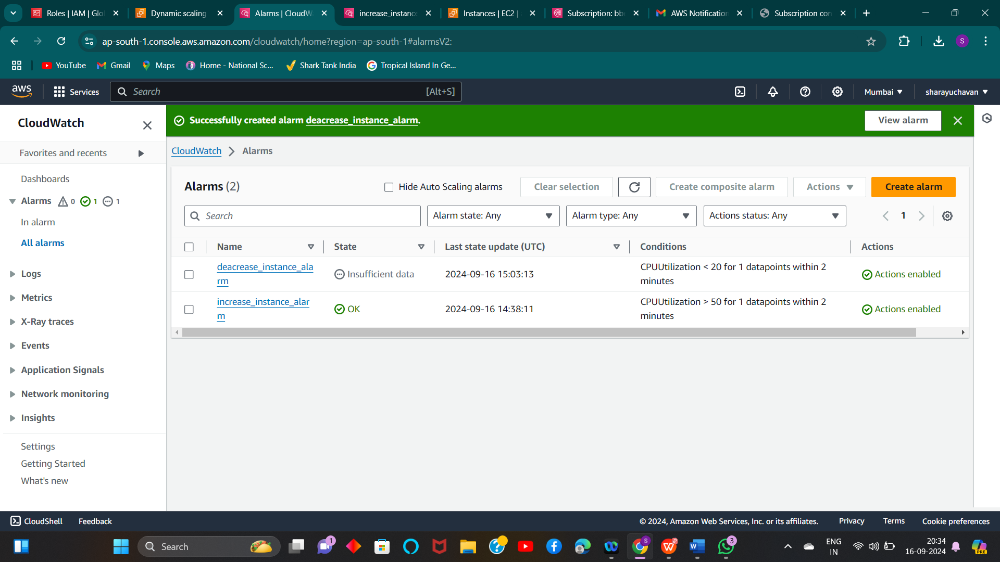 Roles | IAM | Glo
Dynamic scaling
Alarms | CloudW
increase_instance
Instances | EC2 |
Subscription: bb
AWS Notification
Subscription con
ap-south-1.console.aws.amazon.com/cloudwatch/home?region=ap-south-1#alarmsV2:
S
YouTube
Gmail
Maps
Home - National Sc...
Shark Tank India
Tropical Island In Ge...
aws
Services
Search
[Alt+S]
Mumbai
sharayuchavan
CloudWatch
Favorites and recents
Dashboards
Alarms 0 1 1
In alarm
All alarms
Logs
Metrics
X-Ray traces
Events
Application Signals
Network monitoring
Insights
Settings
Getting Started
What's new
Successfully created alarm deacrease_instance_alarm.
View alarm
CloudWatch
Alarms
Alarms (2)
Hide Auto Scaling alarms
Clear selection
Create composite alarm
Actions
Create alarm
Search
Alarm state: Any
Alarm type: Any
Actions status: Any
1
Name
State
Last state update (UTC)
Conditions
Actions
deacrease_instance_ala
rm
Insufficient data
2024-09-16 15:03:13
CPUUtilization < 20 for 1 datapoints within 2
minutes
Actions enabled
increase_instance_alar
m
OK
2024-09-16 14:38:11
CPUUtilization > 50 for 1 datapoints within 2
minutes
Actions enabled
CloudShell
Feedback
© 2024, Amazon Web Services, Inc. or its affiliates.
Privacy
Terms
Cookie preferences
Search
1
S
3
ENG
IN
20:34
16-09-2024
PRE